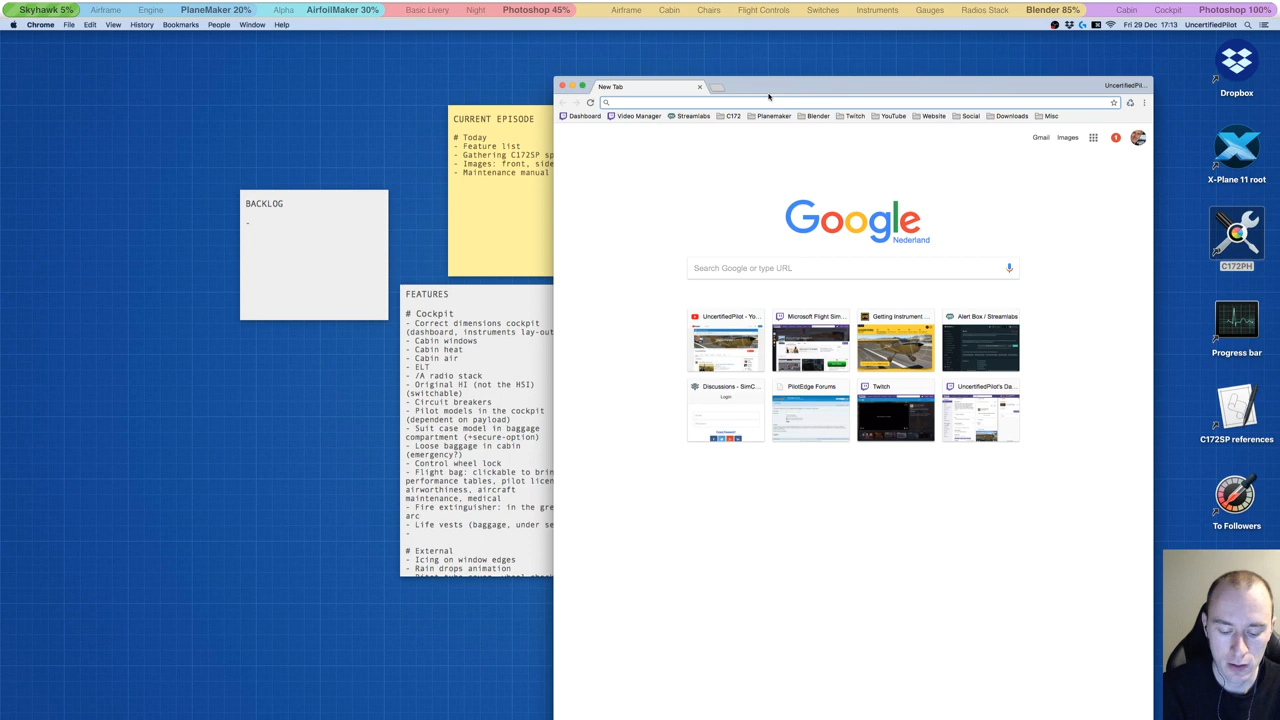 Skyhawk 5% Airframe Engine PlaneMaker 20% Alpha AirfoilMaker 30% Basic Livery Night Photoshop 45% Airframe Cabin Chairs Flight Controls Switches Instruments Gauges Radios Stack Blender 85% Cabin Cockpit Photoshop 100%
Chrome File Edit View History Bookmarks People Window Help Fri 29 Dec 17:13 UncertifiedPilot
New Tab UncertifiedPil...
Dashboard Video Manager Streamlabs C172 Planemaker Blender Twitch YouTube Website Social Downloads Misc
Gmail Images
Google
Nederland
Search Google or type URL
UncertifiedPilot - Yo... Microsoft Flight Sim... Getting Instrument ... Alert Box / Streamlabs
Discussions - SimC... PilotEdge Forums Twitch UncertifiedPilot's Da...
Login
BACKLOG
-
CURRENT EPISODE
# Today
- Feature list
- Gathering C172SP sp
- Images: front, side
- Maintenance manual
FEATURES
# Cockpit
- Correct dimensions cockpit
(dashboard, instruments lay-out
- Cabin windows
- Cabin heat
- Cabin air
- ELT
- /A radio stack
- Original HI (not the HSI)
(switchable)
- Circuit breakers
- Pilot models in the cockpit
(dependent on payload)
- Suit case model in baggage
compartment (+secure-option)
- Loose baggage in cabin
(emergency?)
- Control wheel lock
- Flight bag: clickable to brin
performance tables, pilot licen
airworthiness, aircraft
maintenance, medical
- Fire extinguisher: in the gre
arc
- Life vests (baggage, under se
-
# External
- Icing on window edges
- Rain drops animation
Dropbox
X-Plane 11 root
C172PH
Progress bar
C172SP references
To Followers